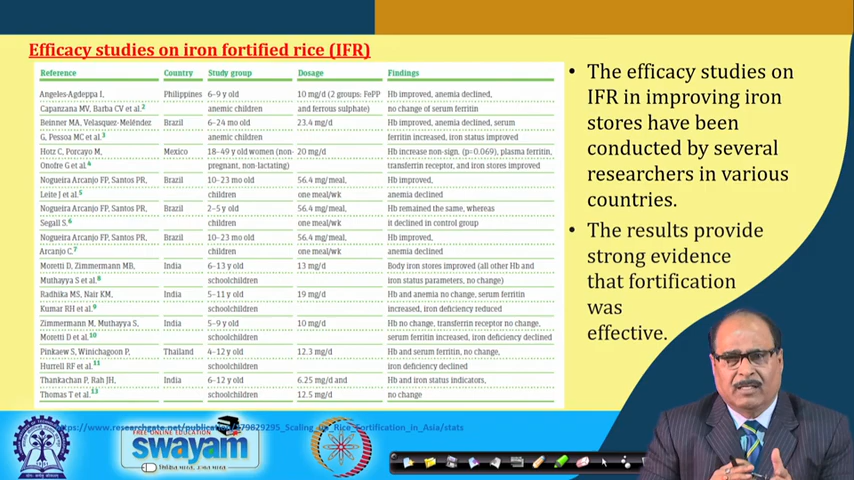 Efficacy studies on iron fortified rice (IFR)
Reference Country Study group Dosage Findings
Angeles-Agdeppa I, Philippines 6–9 y old 10 mg/d (2 groups: FePP Hb improved, anemia declined,
Capanzana MV, Barba CV et al.2 anemic children and ferrous sulphate) no change of serum ferritin
Beinner MA, Velasquez-Meléndez Brazil 6–24 mo old 23.4 mg/d Hb improved, anemia declined, serum
G, Pessoa MC et al.3 anemic children ferritin increased, iron status improved
Hotz C, Porcayo M, Mexico 18–49 y old women (non- 20 mg/d Hb increase non-sign. (p=0.069), plasma ferritin,
Onofre G et al.4 pregnant, non-lactating) transferrin receptor, and iron stores improved
Nogueira Arcanjo FP, Santos PR, Brazil 10–23 mo old 56.4 mg/meal, Hb improved,
Leite J et al.5 children one meal/wk anemia declined
Nogueira Arcanjo FP, Santos PR, Brazil 2–5 y old 56.4 mg/meal, Hb remained the same, whereas
Segall S.6 children one meal/wk it declined in control group
Nogueira Arcanjo FP, Santos PR, Brazil 10–23 mo old 56.4 mg/meal, Hb improved,
Arcanjo C.7 children one meal/wk anemia declined
Moretti D, Zimmermann MB, India 6–13 y old 13 mg/d Body iron stores improved (all other Hb and
Muthayya S et al.8 schoolchildren iron status parameters, no change)
Radhika MS, Nair KM, India 5–11 y old 19 mg/d Hb and anemia no change, serum ferritin
Kumar RH et al.9 schoolchildren increased, iron deficiency reduced
Zimmermann M, Muthayya S, India 5–9 y old 10 mg/d Hb no change, transferrin receptor no change,
Moretti D et al.10 schoolchildren serum ferritin increased, iron deficiency declined
Pinkaew S, Winichagoon P, Thailand 4–12 y old 12.3 mg/d Hb and serum ferritin, no change,
Hurrell RF et al.11 schoolchildren iron deficiency declined
Thankachan P, Rah JH, India 6–12 y old 6.25 mg/d and Hb and iron status indicators,
Thomas T et al.13 schoolchildren 12.5 mg/d no change
• The efficacy studies on
IFR in improving iron
stores have been
conducted by several
researchers in various
countries.
• The results provide
strong evidence
that fortification
was
effective.
FREE ONLINE EDUCATION
swayam